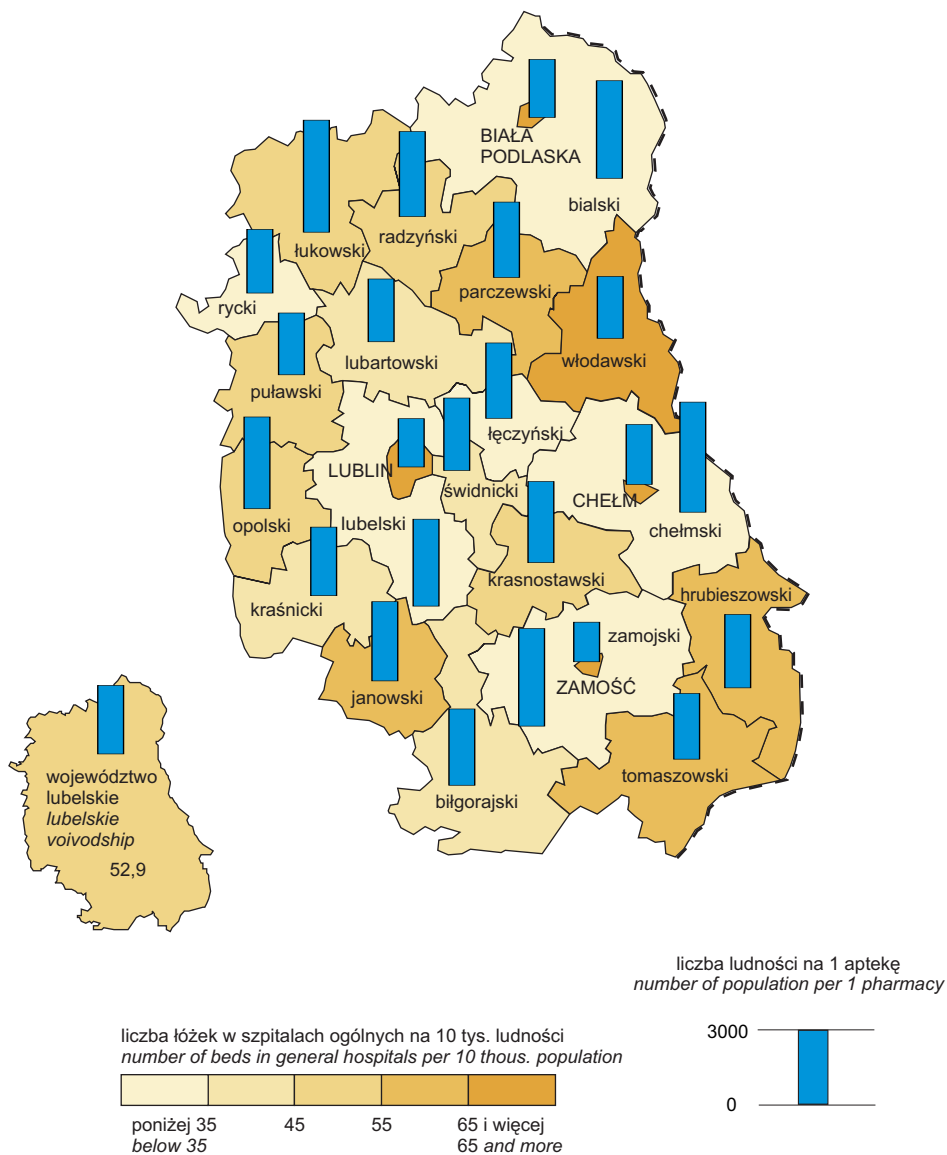 BIAŁA
PODLASKA
bialski
radzyński
łukowski
parczewski
rycki
lubartowski
włodawski
puławski
łęczyński
LUBLIN
świdnicki
CHEŁM
opolski
lubelski
chełmski
krasnostawski
hrubieszowski
kraśnicki
zamojski
janowski
ZAMOŚĆ
tomaszowski
biłgorajski
województwo
lubelskie
lubelskie
voivodship
52,9
liczba ludności na 1 aptekę
number of population per 1 pharmacy
3000
0
liczba łóżek w szpitalach ogólnych na 10 tys. ludności
number of beds in general hospitals per 10 thous. population
poniżej 35 45 55 65 i więcej
below 35 65 and more